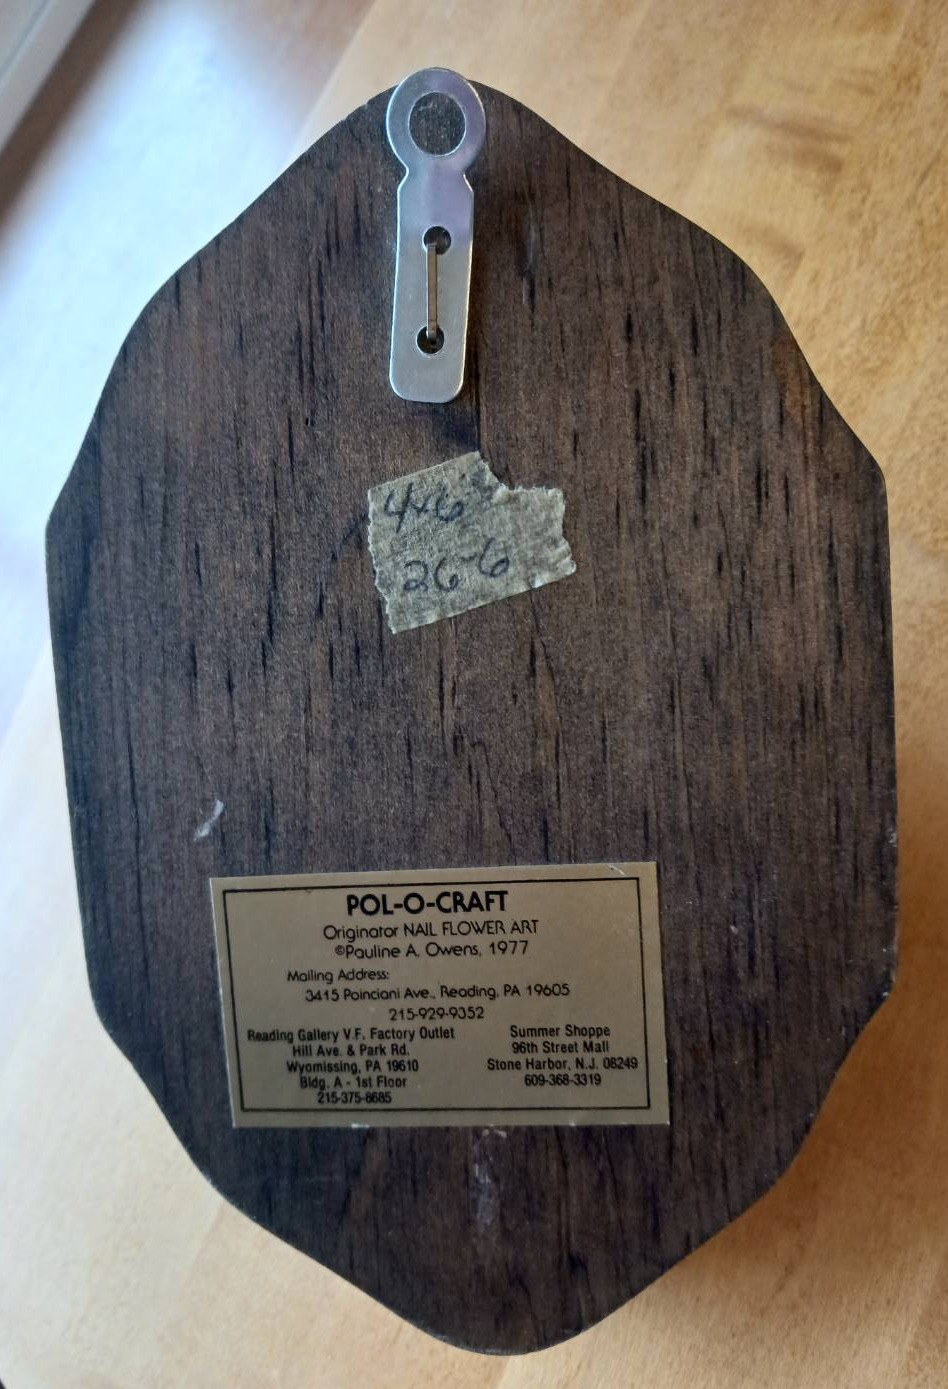 446
26-6
POL-O-CRAFT
Originator NAIL FLOWER ART
©Pauline A. Owens, 1977
Mailing Address:
3415 Poinciani Ave., Reading, PA 19605
215-929-9352
Reading Gallery V.F. Factory Outlet
Hill Ave. & Park Rd.
Wyomissing, PA 19610
Bldg. A - 1st Floor
215-375-8685
Summer Shoppe
96th Street Mall
Stone Harbor, N.J. 08249
609-368-3319